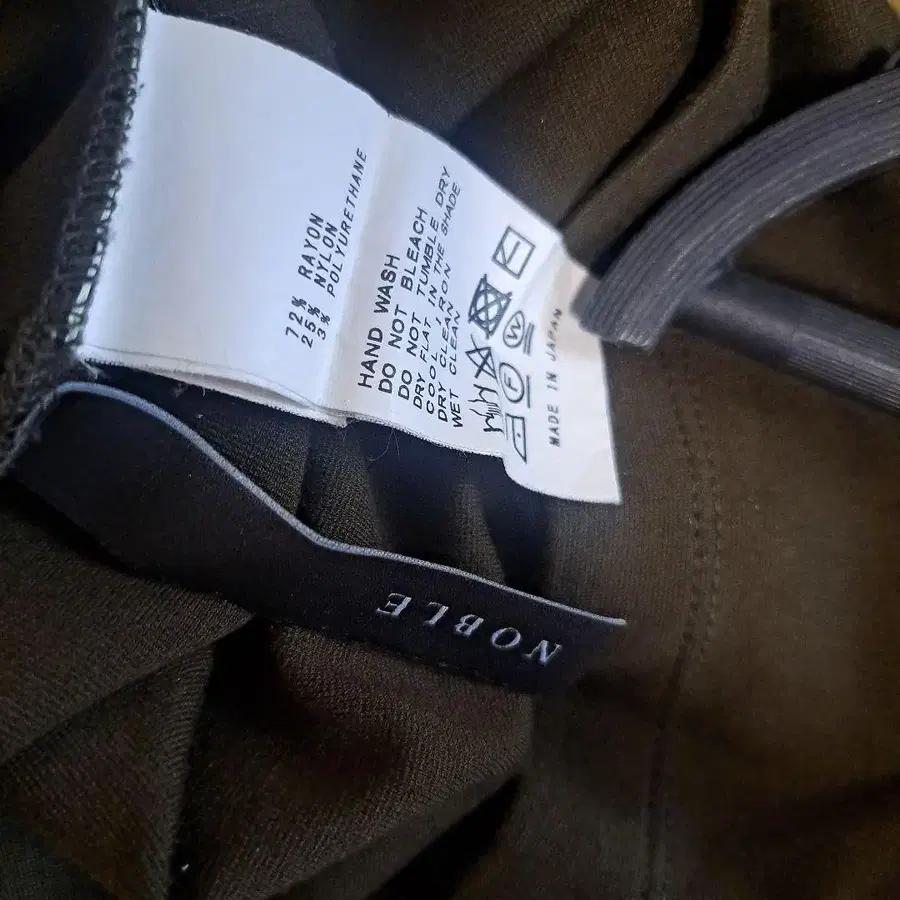 72% RAYON
25% NYLON
3% POLYURETHANE
HAND WASH
DO NOT BLEACH
DO NOT TUMBLE DRY
DRY FLAT IN THE SHADE
COOL IRON
DRY CLEAN
WET CLEAN
W
F
MADE IN JAPAN
NOBLE